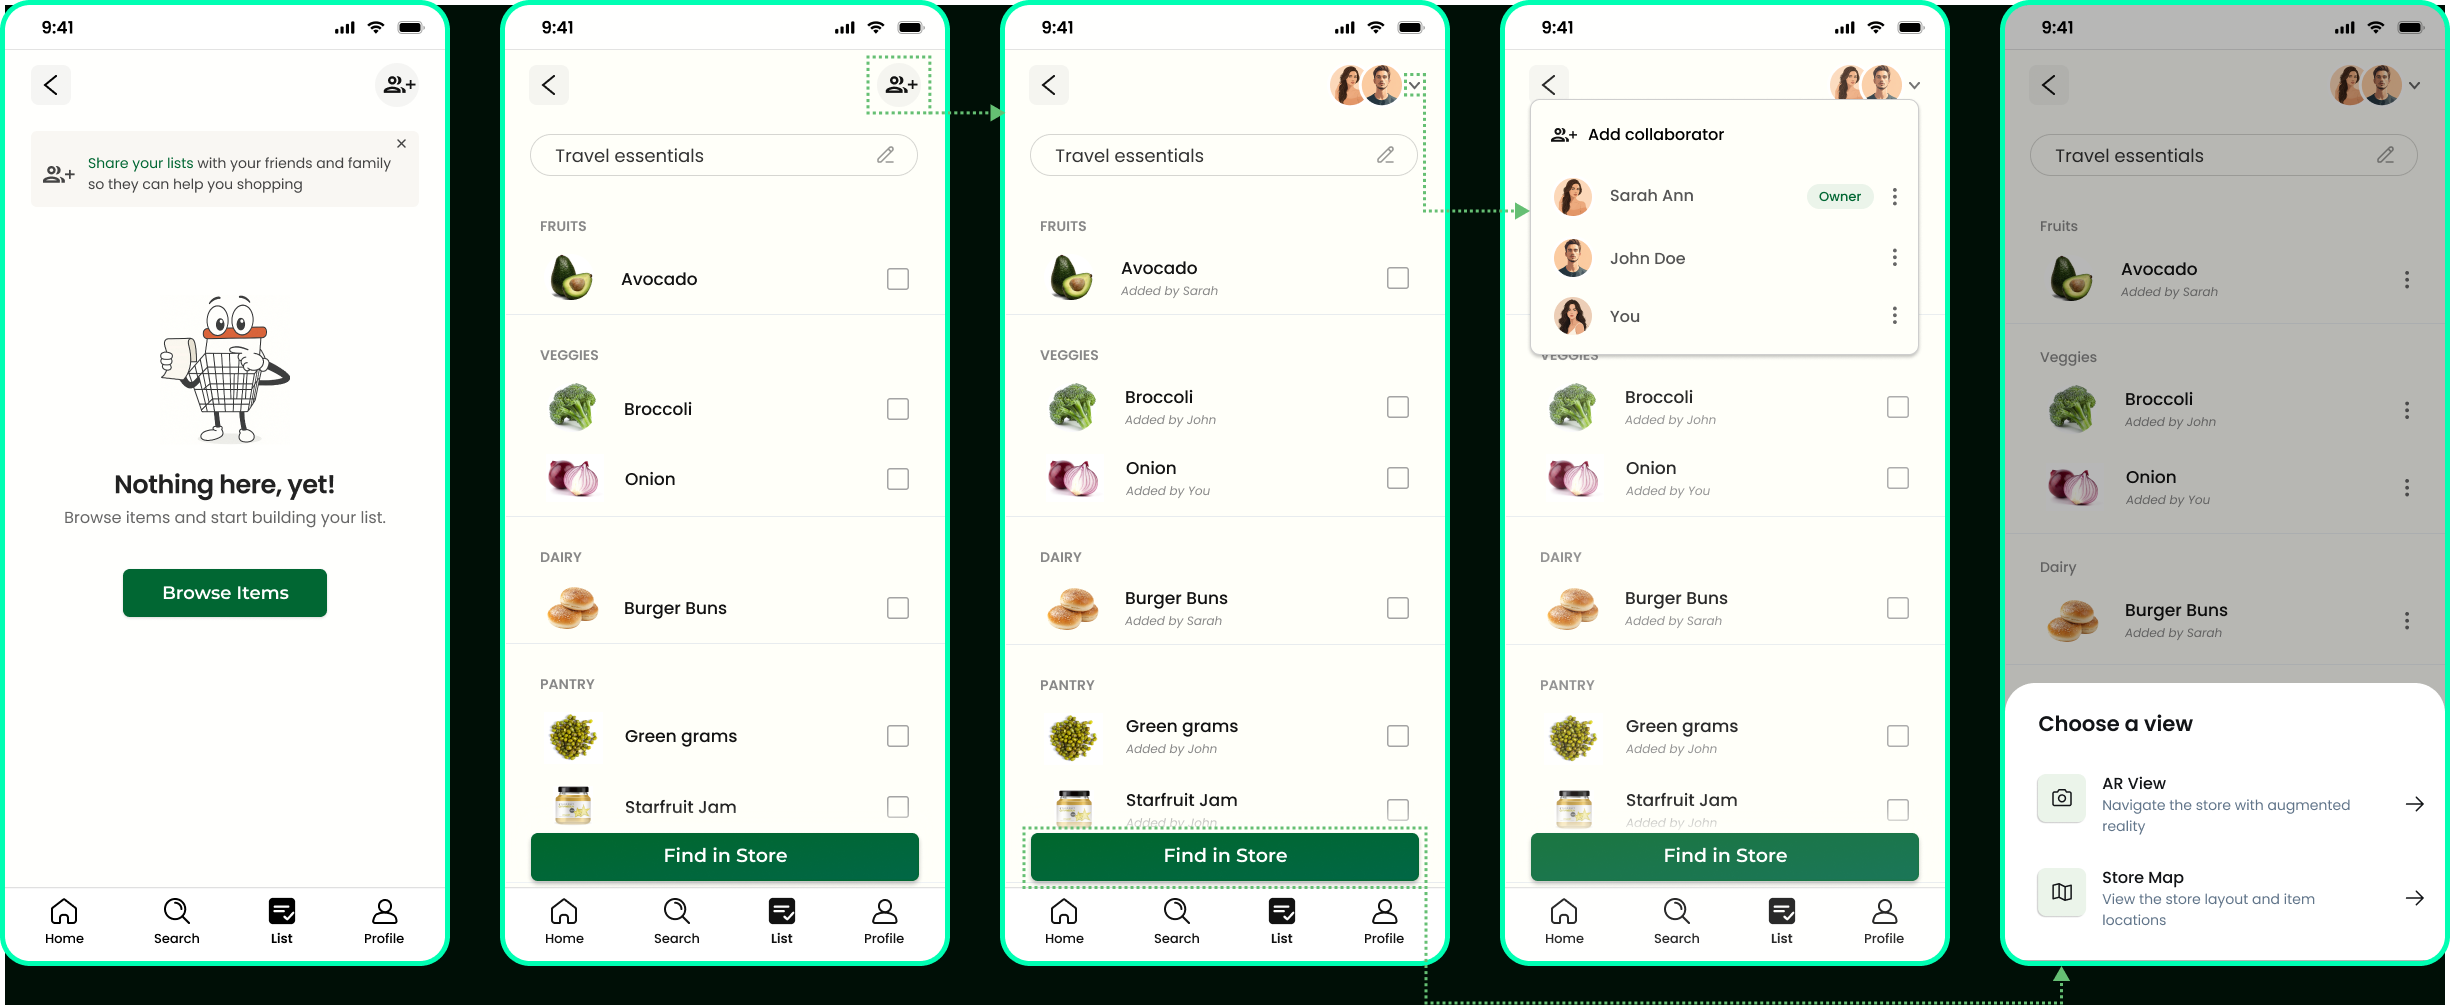 9:41
Share your lists with your friends and family
so they can help you shopping
Nothing here, yet!
Browse items and start building your list.
Browse Items
Home
Search
List
Profile
9:41
Travel essentials
FRUITS
Avocado
VEGGIES
Broccoli
Onion
DAIRY
Burger Buns
PANTRY
Green grams
Starfruit Jam
Find in Store
Home
Search
List
Profile
9:41
Travel essentials
FRUITS
Avocado
Added by Sarah
VEGGIES
Broccoli
Added by John
Onion
Added by You
DAIRY
Burger Buns
Added by Sarah
PANTRY
Green grams
Added by John
Starfruit Jam
Added by John
Find in Store
Home
Search
List
Profile
9:41
Add collaborator
Sarah Ann
Owner
John Doe
You
VEGGIES
Broccoli
Added by John
Onion
Added by You
DAIRY
Burger Buns
Added by Sarah
PANTRY
Green grams
Added by John
Starfruit Jam
Added by John
Find in Store
Home
Search
List
Profile
9:41
Travel essentials
Fruits
Avocado
Added by Sarah
Veggies
Broccoli
Added by John
Onion
Added by You
Dairy
Burger Buns
Added by Sarah
Choose a view
AR View
Navigate the store with augmented
reality
Store Map
View the store layout and item
locations